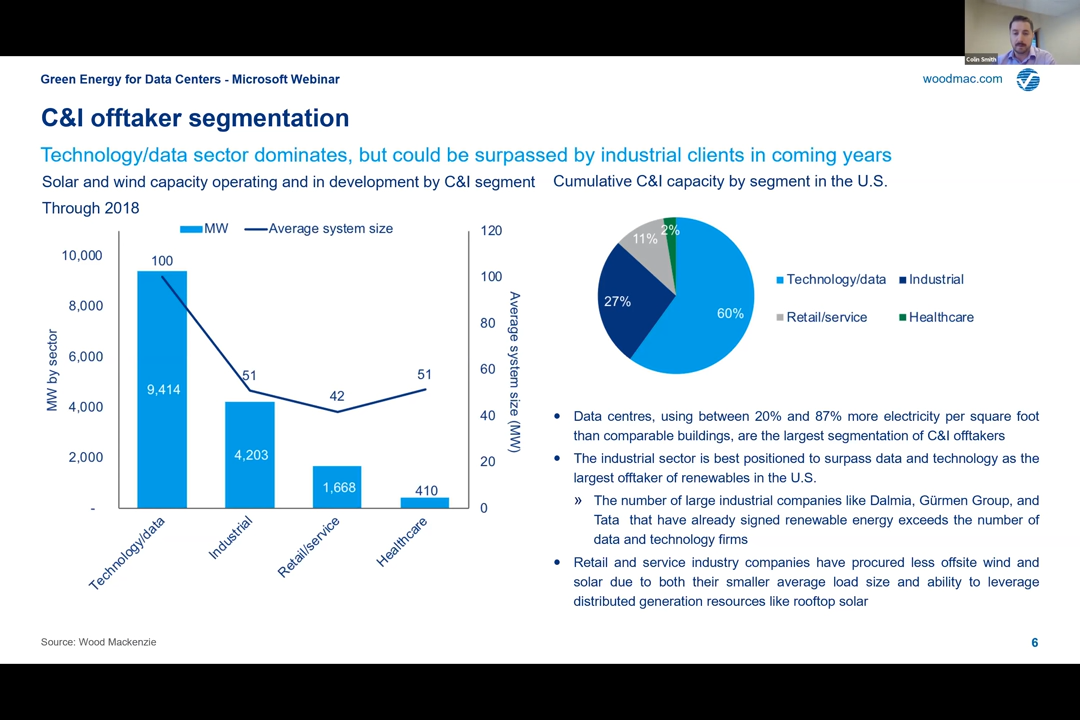 Colin Smith
Green Energy for Data Centers - Microsoft Webinar
woodmac.com
C&I offtaker segmentation
Technology/data sector dominates, but could be surpassed by industrial clients in coming years
Solar and wind capacity operating and in development by C&I segment
Through 2018
MW
Average system size
MW by sector
10,000
8,000
6,000
4,000
2,000
-
100
51
42
51
9,414
4,203
1,668
410
120
100
80
60
40
20
0
Average system size (MW)
Technology/data
Industrial
Retail/service
Healthcare
Cumulative C&I capacity by segment in the U.S.
2%
11%
27%
60%
Technology/data
Industrial
Retail/service
Healthcare
• Data centres, using between 20% and 87% more electricity per square foot
than comparable buildings, are the largest segmentation of C&I offtakers
• The industrial sector is best positioned to surpass data and technology as the
largest offtaker of renewables in the U.S.
» The number of large industrial companies like Dalmia, Gürmen Group, and
Tata that have already signed renewable energy exceeds the number of
data and technology firms
• Retail and service industry companies have procured less offsite wind and
solar due to both their smaller average load size and ability to leverage
distributed generation resources like rooftop solar
Source: Wood Mackenzie
6